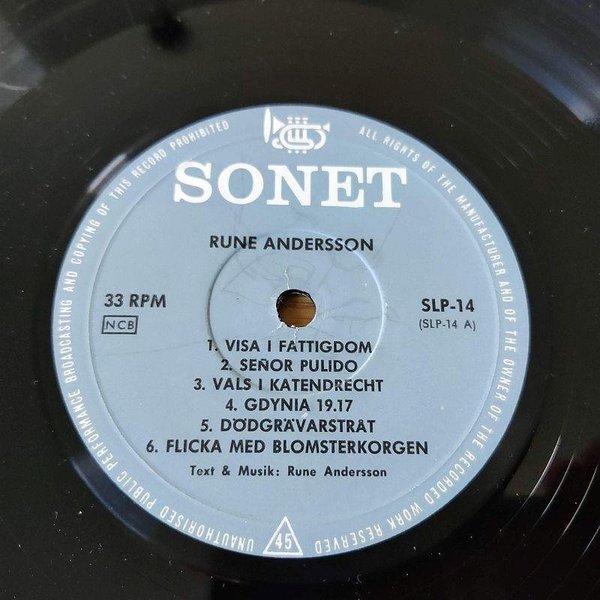 SONET
RUNE ANDERSSON
33 RPM
NCB
SLP-14
(SLP-14 A)
1. VISA I FATTIGDOM
2. SEÑOR PULIDO
3. VALS I KATENDRECHT
4. GDYNIA 19.17
5. DÖDGRÄVARSTRÅT
6. FLICKA MED BLOMSTERKORGEN
Text & Musik: Rune Andersson
45
ALL RIGHTS OF THE MANUFACTURER AND OF THE OWNER OF THE RECORDED WORK RESERVED
UNAUTHORISED PUBLIC PERFORMANCE BROADCASTING AND COPYING OF THIS RECORD PROHIBITED